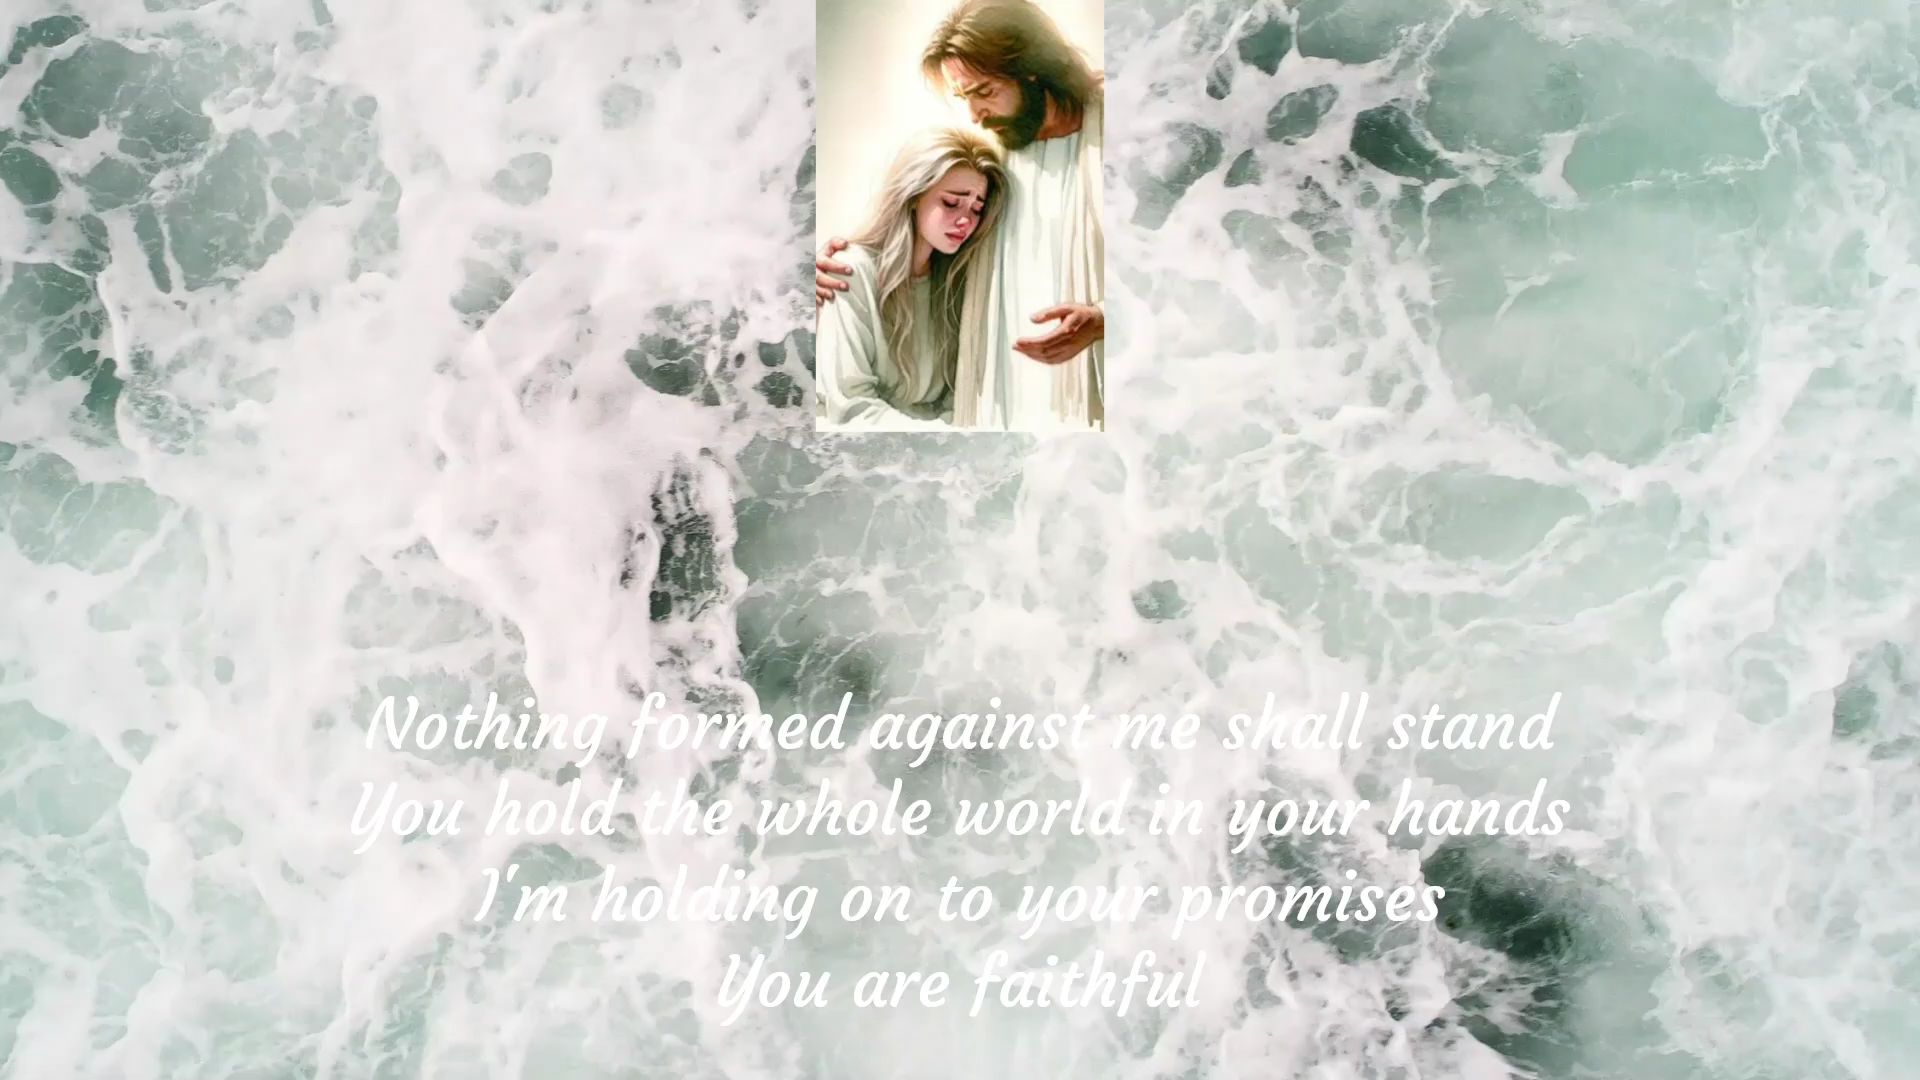 Nothing formed against me shall stand
You hold the whole world in your hands
I'm holding on to your promises
You are faithful